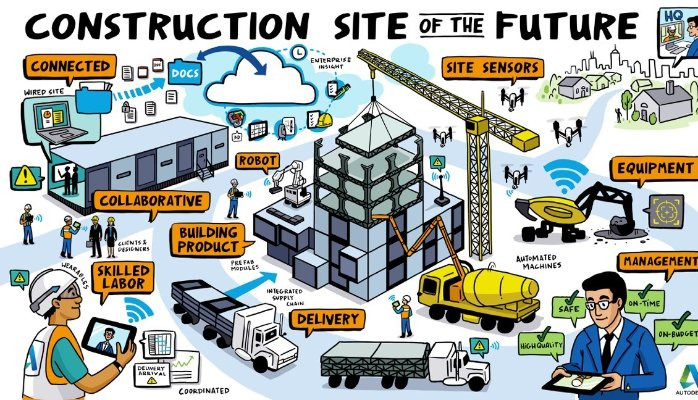 CONSTRUCTION SITE OF THE FUTURE
HQ
CONNECTED
WIRED SITE
DOCS
ENTERPRISE
INSIGHT
SITE SENSORS
ROBOT
EQUIPMENT
COLLABORATIVE
CLIENTS &
DESIGNERS
BUILDING
PRODUCT
PREFAB
MODULES
AUTOMATED
MACHINES
MANAGEMENT
WEARABLES
SKILLED
LABOR
INTEGRATED
SUPPLY
CHAIN
DELIVERY
SAFE
ON-TIME
HIGH QUALITY
ON-BUDGET
DELIVERY
ARRIVAL
COORDINATED